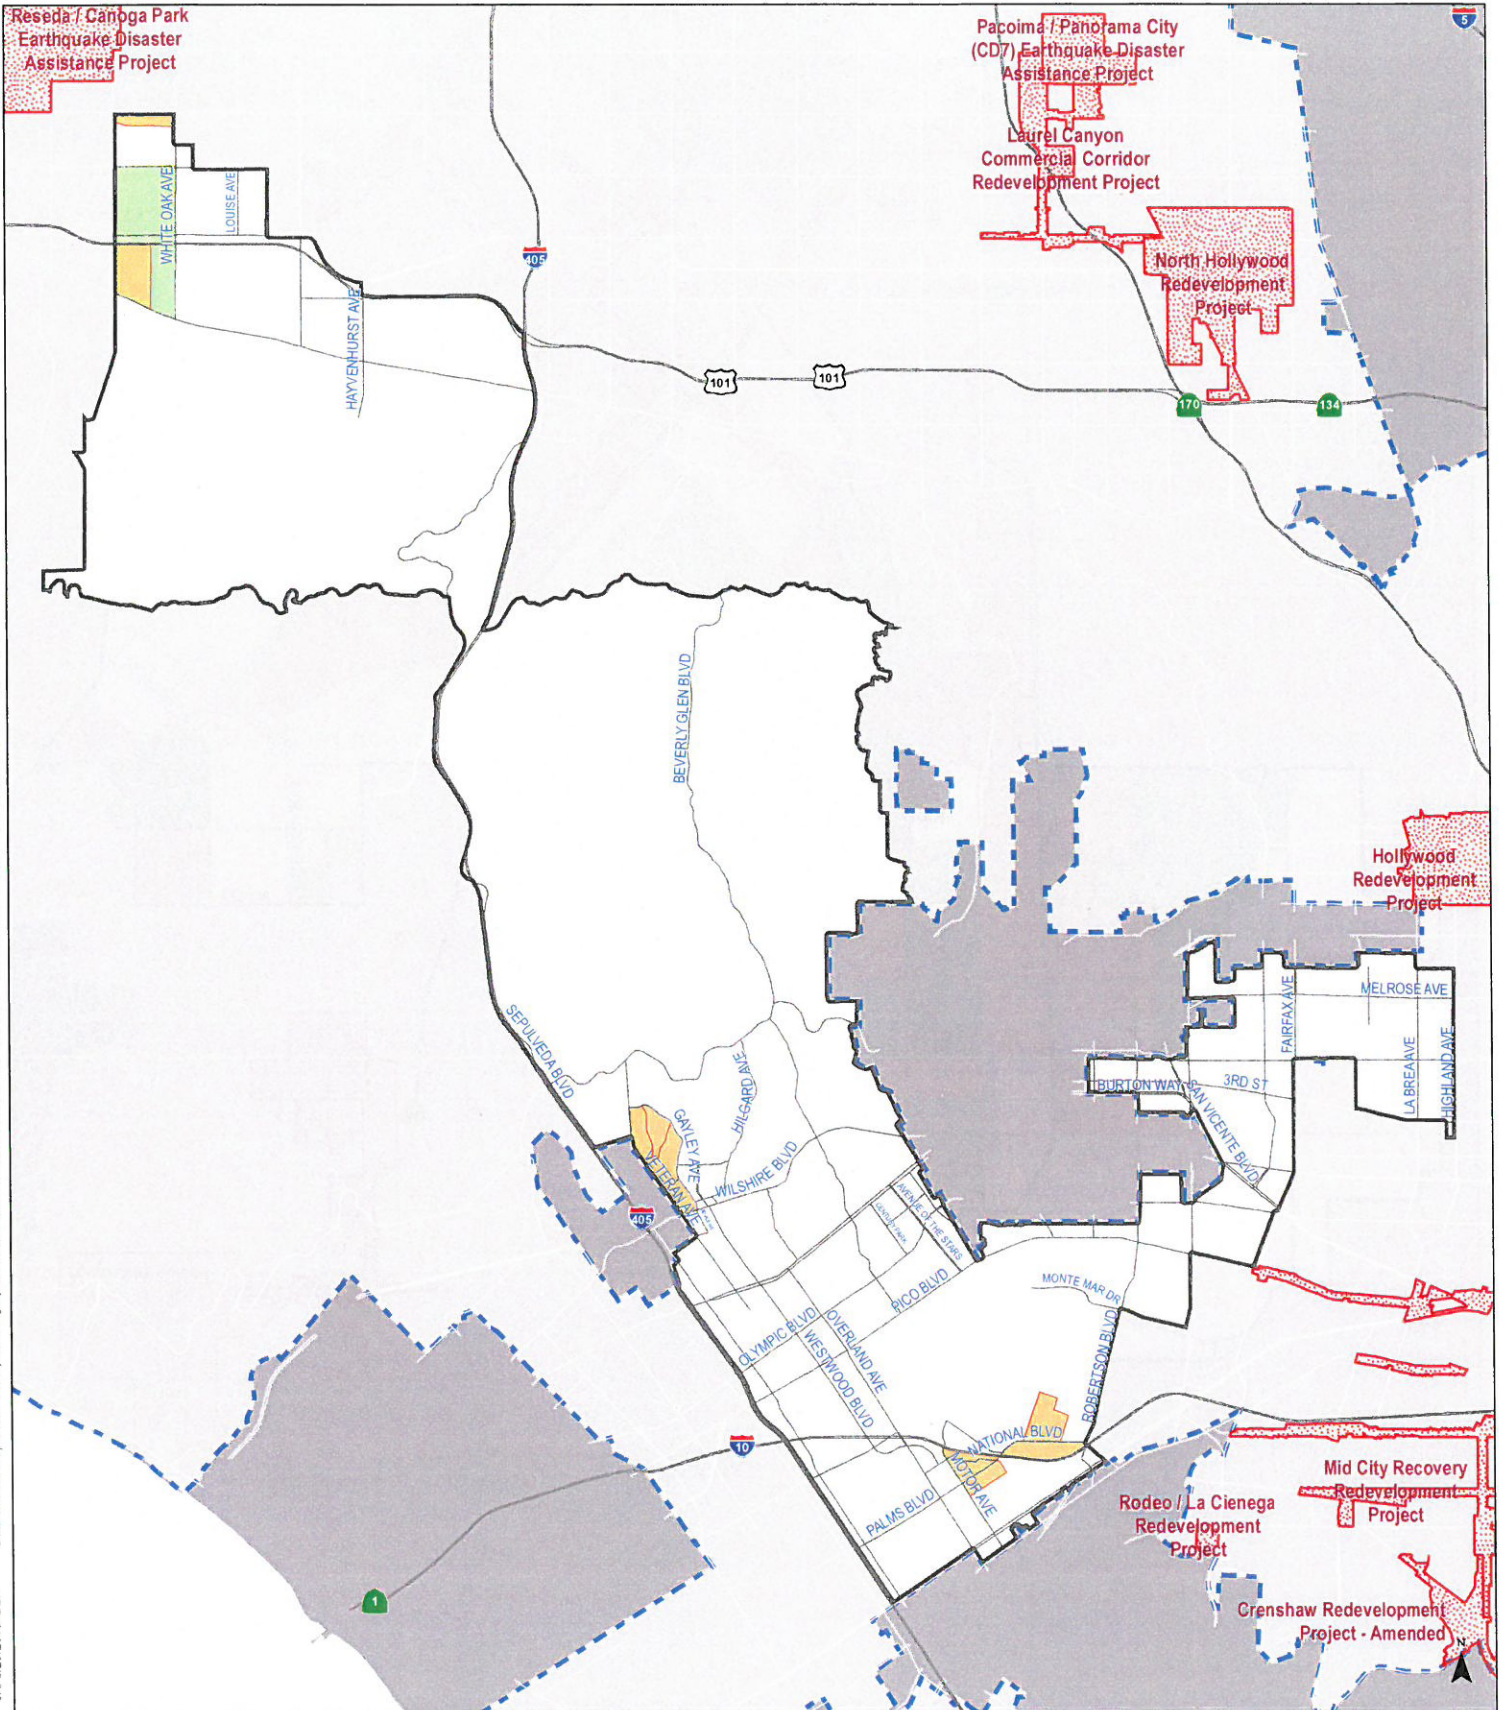 Reseda / Canoga Park
Earthquake Disaster
Assistance Project
Pacoima / Panorama City
(CD7) Earthquake Disaster
Assistance Project
5
Laurel Canyon
Commercial Corridor
Redevelopment Project
WHITE OAK AVE
LOUISE AVE
405
North Hollywood
Redevelopment
Project
HAYVENHURST AVE
101
101
170
134
BEVERLY GLEN BLVD
Hollywood
Redevelopment
Project
MELROSE AVE
FAIRFAX AVE
LA BREA AVE
HIGHLAND AVE
SEPULVEDA BLVD
BURTON WAY
3RD ST
SAN VICENTE BLVD
HILGARD AVE
GAYLEY AVE
VETERAN AVE
WILSHIRE BLVD
405
AVENUE OF THE STARS
CENTURY PARK
PICO BLVD
MONTE MAR DR
OLYMPIC BLVD
OVERLAND AVE
WESTWOOD BLVD
ROBERTSON BLVD
10
NATIONAL BLVD
MOTOR AVE
PALMS BLVD
Mid City Recovery
Redevelopment
Project
Rodeo / La Cienega
Redevelopment
Project
1
Crenshaw Redevelopment
Project - Amended
N